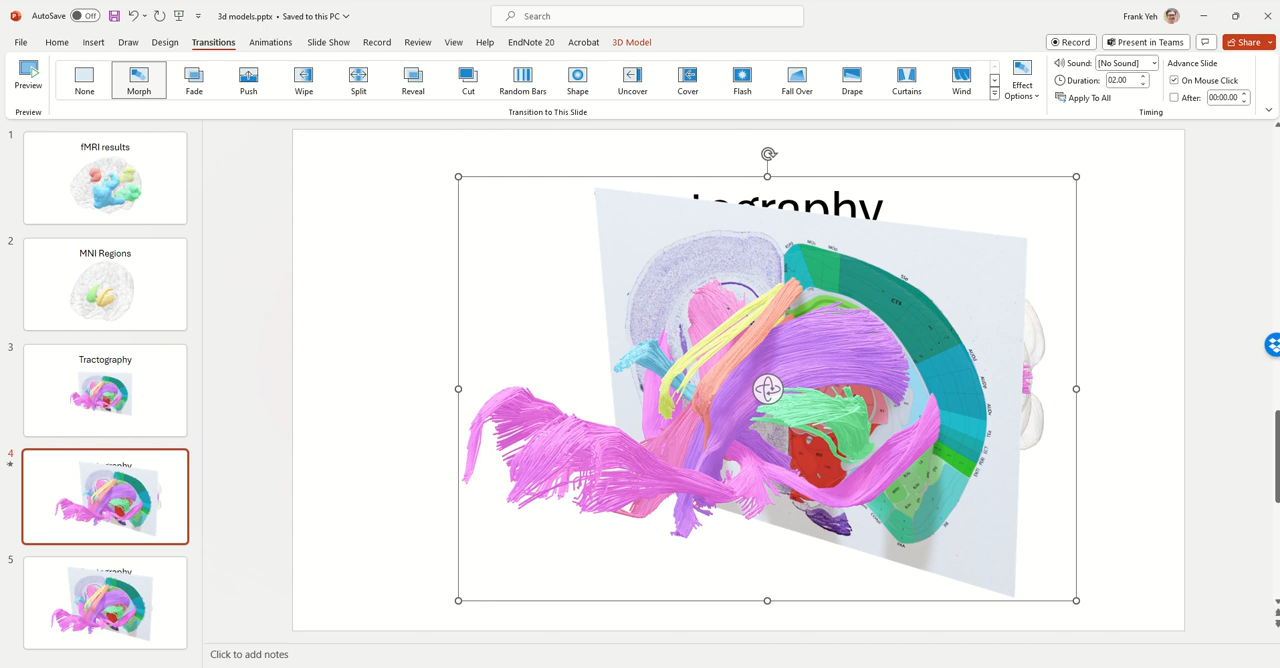 AutoSave Off 3d models.pptx • Saved to this PC Search Frank Yeh
File Home Insert Draw Design Transitions Animations Slide Show Record Review View Help EndNote 20 Acrobat 3D Model Record Present in Teams Share
Preview
None Morph Fade Push Wipe Split Reveal Cut Random Bars Shape Uncover Cover Flash Fall Over Drape Curtains Wind
Effect Options
Sound: [No Sound]
Duration: 02.00
Apply To All
Advance Slide
On Mouse Click
After: 00:00.00
Preview Transition to This Slide Timing
1
fMRI results
2
MNI Regions
3
Tractography
4
5
ography
CTX
Click to add notes